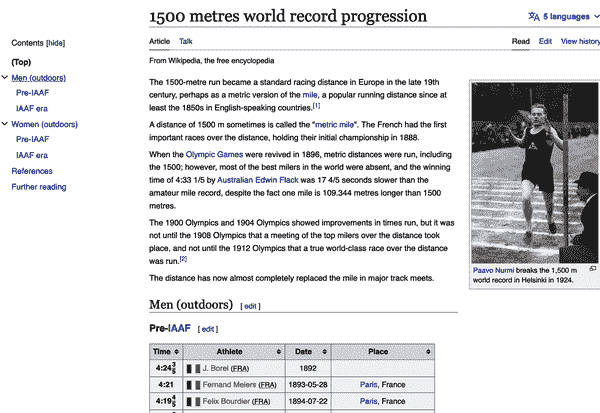 1500 metres world record progression
5 languages
Contents [hide]
Article Talk
Read Edit View history
From Wikipedia, the free encyclopedia
(Top)
Men (outdoors)
Pre-IAAF
IAAF era
Women (outdoors)
Pre-IAAF
IAAF era
References
Further reading
The 1500-metre run became a standard racing distance in Europe in the late 19th
century, perhaps as a metric version of the mile, a popular running distance since at
least the 1850s in English-speaking countries.[1]
A distance of 1500 m sometimes is called the "metric mile". The French had the first
important races over the distance, holding their initial championship in 1888.
When the Olympic Games were revived in 1896, metric distances were run, including
the 1500; however, most of the best milers in the world were absent, and the winning
time of 4:33 1/5 by Australian Edwin Flack was 17 4/5 seconds slower than the
amateur mile record, despite the fact one mile is 109.344 metres longer than 1500
metres.
The 1900 Olympics and 1904 Olympics showed improvements in times run, but it was
not until the 1908 Olympics that a meeting of the top milers over the distance took
place, and not until the 1912 Olympics that a true world-class race over the distance
was run.[2]
The distance has now almost completely replaced the mile in major track meets.
Paavo Nurmi breaks the 1,500 m
world record in Helsinki in 1924.
Men (outdoors) [ edit ]
Pre-IAAF [ edit ]
Time Athlete Date Place
4:24 3/5 J. Borel (FRA) 1892
4:21 Fernand Meiers (FRA) 1893-05-28 Paris, France
4:19 4/5 Felix Bourdier (FRA) 1894-07-22 Paris, France